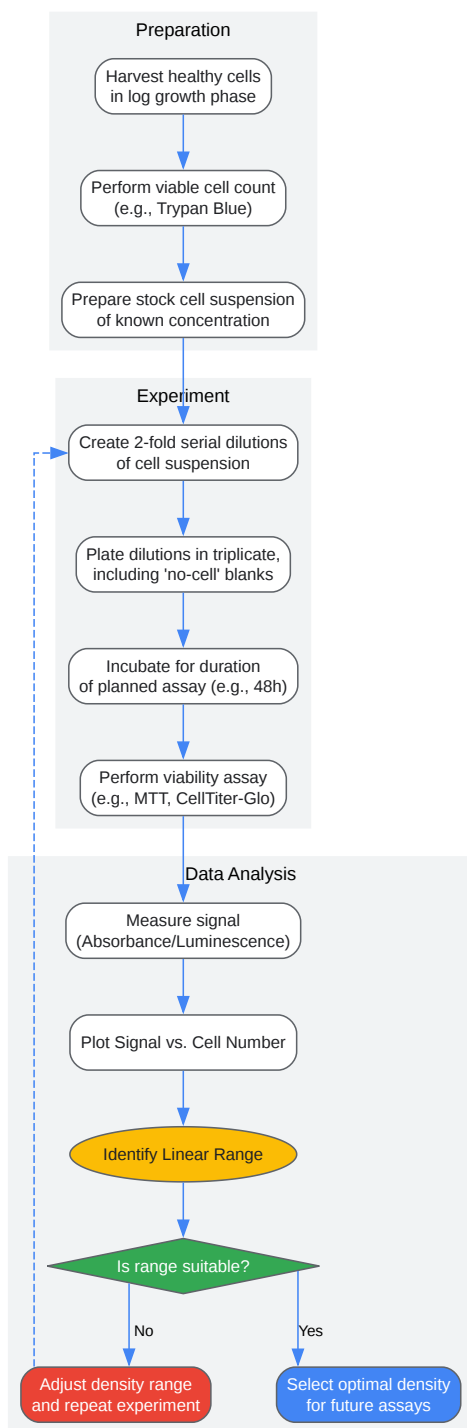 Preparation
Harvest healthy cells
in log growth phase
Perform viable cell count
(e.g., Trypan Blue)
Prepare stock cell suspension
of known concentration
Experiment
Create 2-fold serial dilutions
of cell suspension
Plate dilutions in triplicate,
including 'no-cell' blanks
Incubate for duration
of planned assay (e.g., 48h)
Perform viability assay
(e.g., MTT, CellTiter-Glo)
Data Analysis
Measure signal
(Absorbance/Luminescence)
Plot Signal vs. Cell Number
Identify Linear Range
Is range suitable?
No
Yes
Adjust density range
and repeat experiment
Select optimal density
for future assays